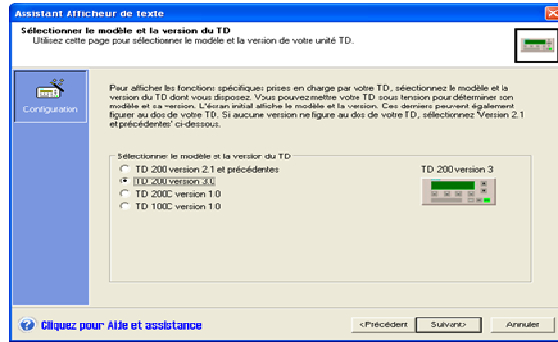 Assistant Afficheur de texte
Sélectionner le modèle et la version du TD
Utilisez cette page pour sélectionner le modèle et la version de votre unité TD.
Configuration
Pour afficher les fonctions spécifiques prises en charge par votre TD, sélectionnez le modèle et la
version du TD dont vous disposez. Vous pouvez mettre votre TD sous tension pour déterminer son
modèle et sa version. L'écran initial affiche le modèle et la version. Ces derniers peuvent également
figurer au dos de votre TD. Si aucune version ne figure au dos de votre TD, sélectionnez 'Version 2.1
et précédentes' ci-dessous.
Sélectionner le modèle et la version du TD
TD 200 version 2.1 et précédentes
TD 200 version 3.0
TD 200C version 1.0
TD 100C version 1.0
TD 200 version 3
Cliquez pour Aide et assistance
<Précédent
Suivant>
Annuler